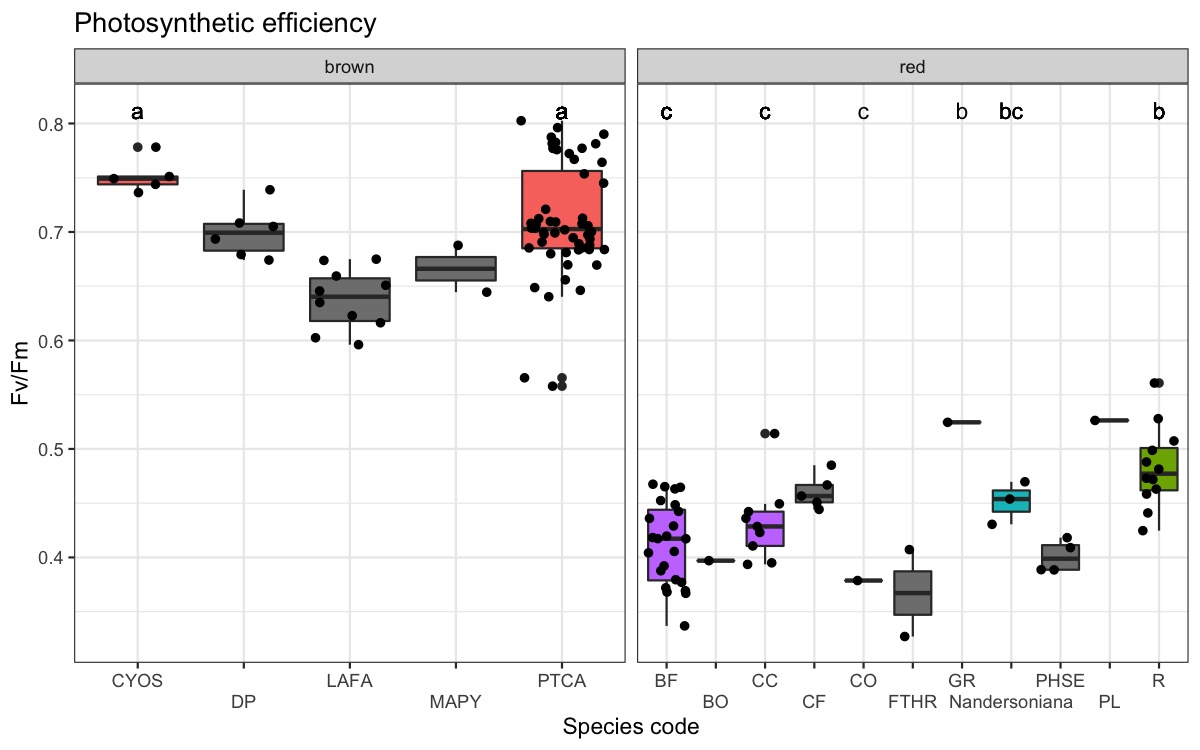 Photosynthetic efficiency
brown red
a a c c c b bc b
0.8
0.7
0.6
0.5
0.4
Fv/Fm
CYOS LAFA PTCA BF CC CO GR PHSE R
DP MAPY BO CF FTHR Nandersoniana PL
Species code